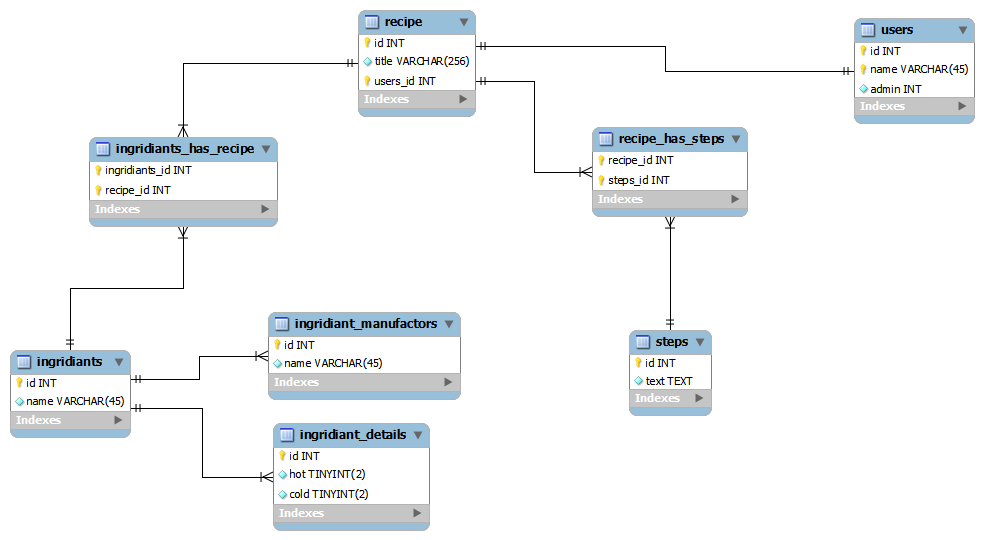 recipe
id INT
title VARCHAR(256)
users_id INT
Indexes
users
id INT
name VARCHAR(45)
admin INT
Indexes
ingridiants_has_recipe
ingridiants_id INT
recipe_id INT
Indexes
recipe_has_steps
recipe_id INT
steps_id INT
Indexes
ingridiant_manufactors
id INT
name VARCHAR(45)
Indexes
steps
id INT
text TEXT
Indexes
ingridiants
id INT
name VARCHAR(45)
Indexes
ingridiant_details
id INT
hot TINYINT(2)
cold TINYINT(2)
Indexes